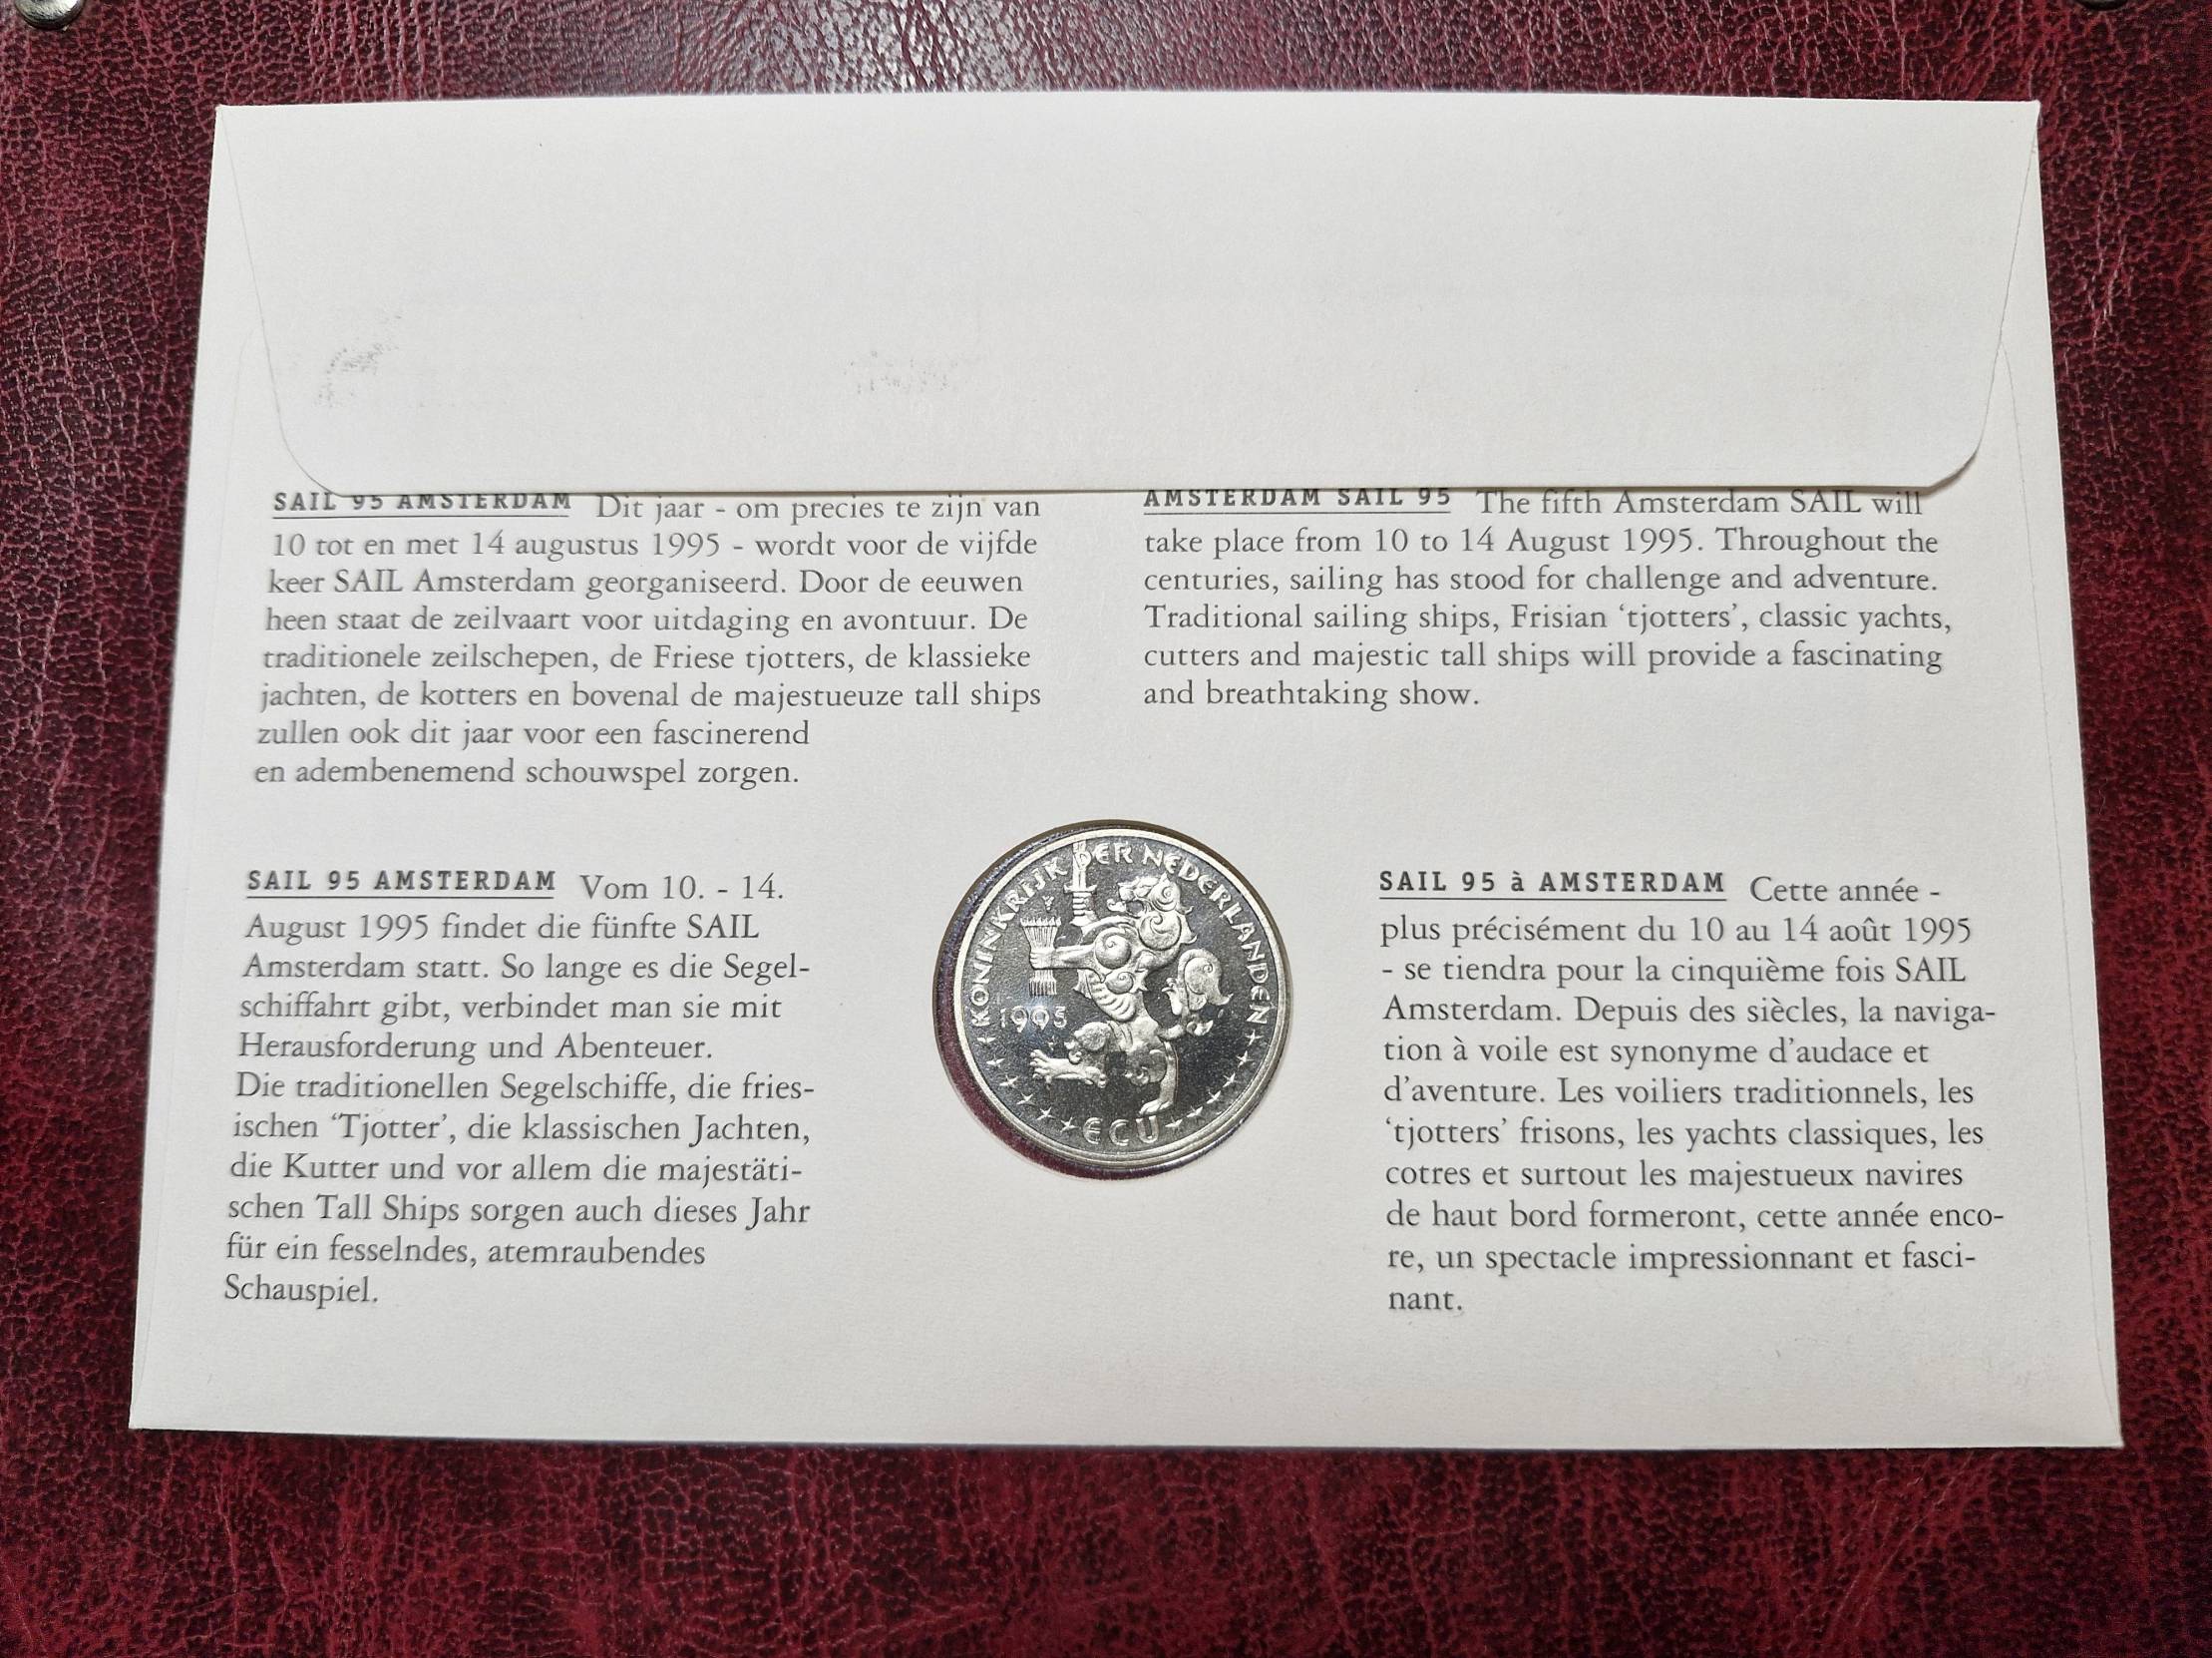 SAIL 95 AMSTERDAM Dit jaar - om precies te zijn van
10 tot en met 14 augustus 1995 - wordt voor de vijfde
keer SAIL Amsterdam georganiseerd. Door de eeuwen
heen staat de zeilvaart voor uitdaging en avontuur. De
traditionele zeilschepen, de Friese tjotters, de klassieke
jachten, de kotters en bovenal de majestueuze tall ships
zullen ook dit jaar voor een fascinerend
en adembenemend schouwspel zorgen.
AMSTERDAM SAIL 95 The fifth Amsterdam SAIL will
take place from 10 to 14 August 1995. Throughout the
centuries, sailing has stood for challenge and adventure.
Traditional sailing ships, Frisian ‘tjotters’, classic yachts,
cutters and majestic tall ships will provide a fascinating
and breathtaking show.
SAIL 95 AMSTERDAM Vom 10. - 14.
August 1995 findet die fünfte SAIL
Amsterdam statt. So lange es die Segel-
schiffahrt gibt, verbindet man sie mit
Herausforderung und Abenteuer.
Die traditionellen Segelschiffe, die fries-
ischen ‘Tjotter’, die klassischen Jachten,
die Kutter und vor allem die majestäti-
schen Tall Ships sorgen auch dieses Jahr
für ein fesselndes, atemraubendes
Schauspiel.
KONINKRIJK DER NEDERLANDEN
1995
ECU
SAIL 95 à AMSTERDAM Cette année -
plus précisément du 10 au 14 août 1995
- se tiendra pour la cinquième fois SAIL
Amsterdam. Depuis des siècles, la naviga-
tion à voile est synonyme d’audace et
d’aventure. Les voiliers traditionnels, les
‘tjotters’ frisons, les yachts classiques, les
cotres et surtout les majestueux navires
de haut bord formeront, cette année enco-
re, un spectacle impressionnant et fasci-
nant.